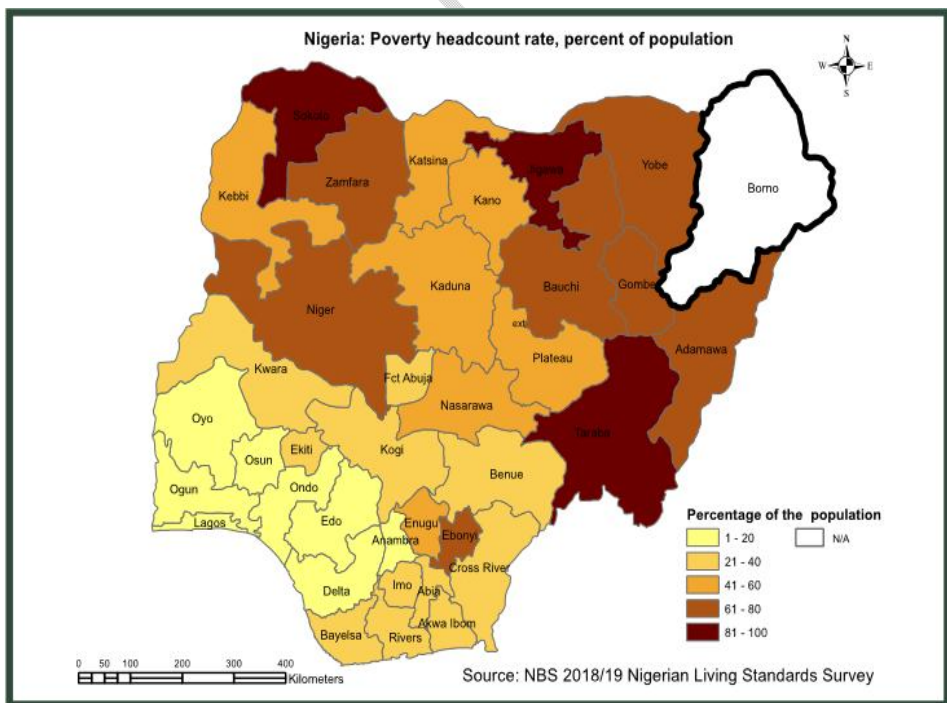 Nigeria: Poverty headcount rate, percent of population
N
W E
S
Sokoto
Katsina
Jigawa
Yobe
Zamfara
Kebbi
Kano
Borno
Kaduna
Bauchi
Gombe
Niger
ext
Plateau
Adamawa
Kwara
Fct Abuja
Nasarawa
Oyo
Taraba
Ekiti
Kogi
Osun
Benue
Ogun
Ondo
Lagos
Edo
Enugu
Ebonyi
Anambra
Cross River
Delta
Imo
Abia
Akwa Ibom
Bayelsa
Rivers
Percentage of the population
1 - 20
N/A
21 - 40
41 - 60
61 - 80
81 - 100
0 50 100 200 300 400
Kilometers
Source: NBS 2018/19 Nigerian Living Standards Survey